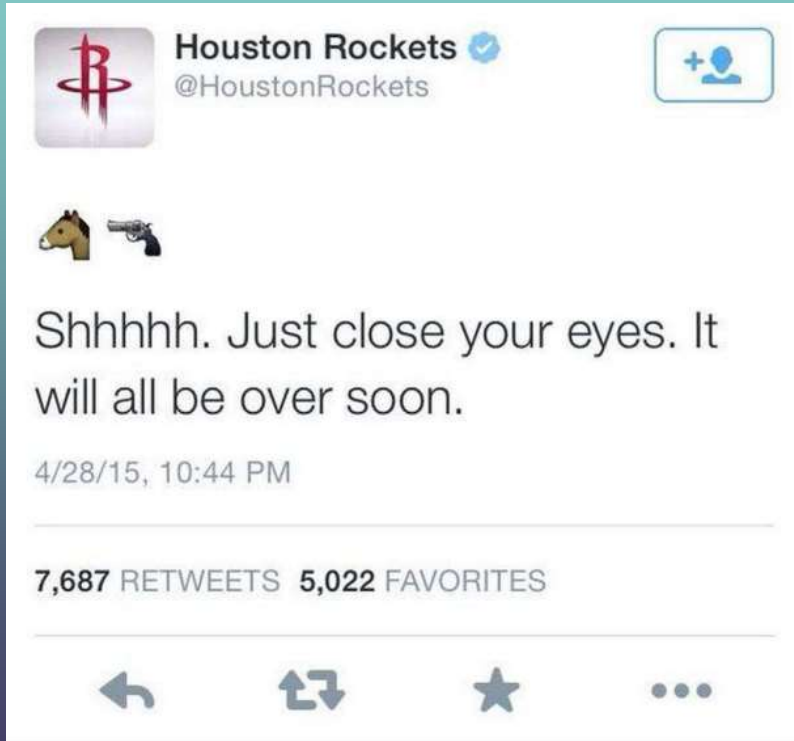 Houston Rockets
@HoustonRockets
🐴🔫
Shhhhh. Just close your eyes. It
will all be over soon.
4/28/15, 10:44 PM
7,687 RETWEETS 5,022 FAVORITES